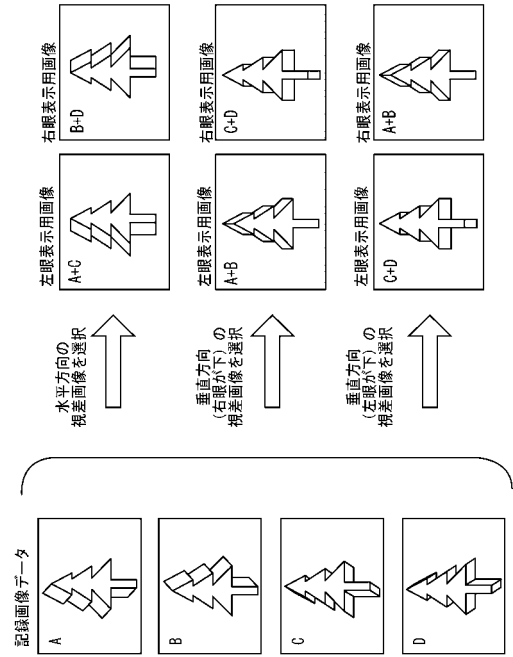 記録画像データ
A
B
C
D
水平方向の
視差画像を選択
左眼表示用画像
A+C
右眼表示用画像
B+D
垂直方向
(右眼が下)の
視差画像を選択
左眼表示用画像
A+B
右眼表示用画像
C+D
垂直方向
(左眼が下)の
視差画像を選択
左眼表示用画像
C+D
右眼表示用画像
A+B